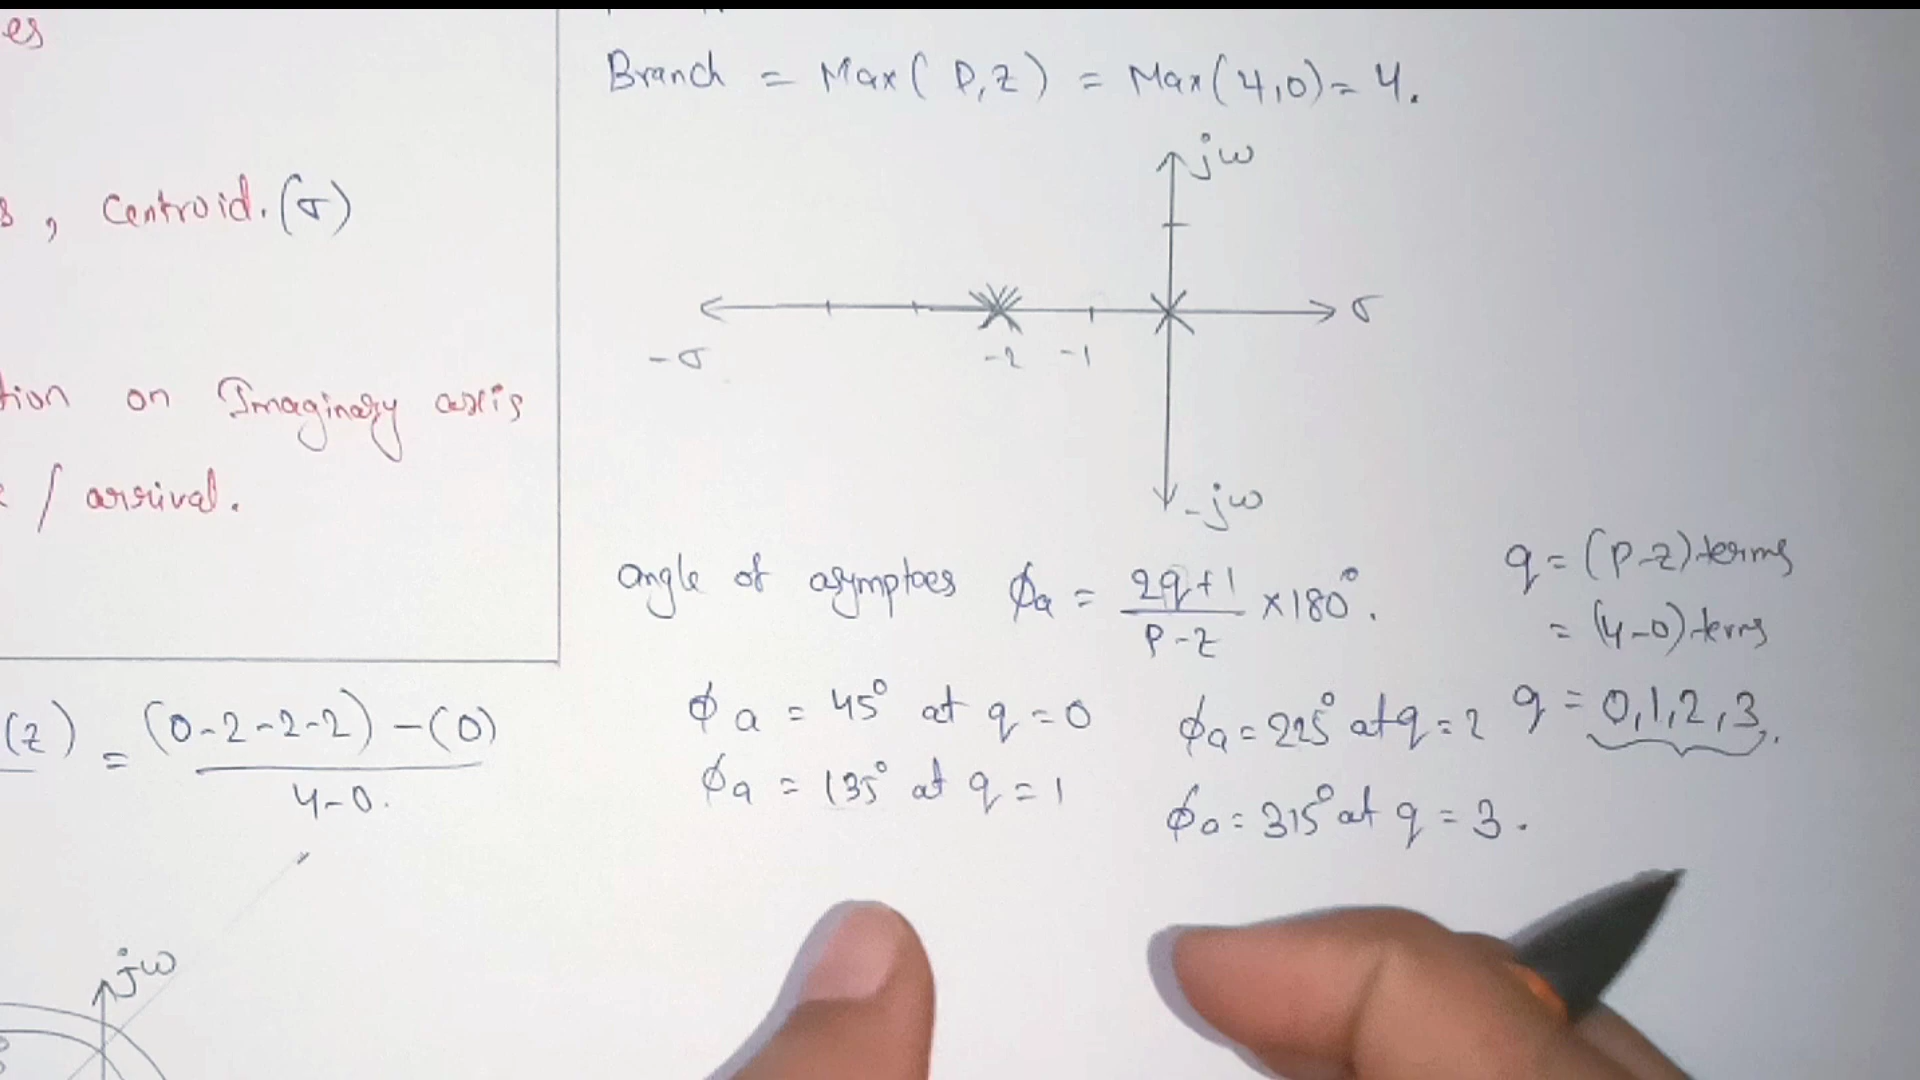 es
, Centroid. (σ)
tion on Imaginary axis
/ arrival.
(z) = (0-2-2-2) - (0)
4-0.
jω
Branch = Max( P, Z ) = Max(4,0) = 4.
jω
σ
-σ
-2 -1
-jω
angle of asymptoes ϕa = 2q+1 / P-Z ×180°.
q = (P-Z) terms
= (4-0) terms
q = 0,1,2,3.
ϕa = 45° at q = 0
ϕa = 135° at q = 1
ϕa = 225° at q = 2
ϕa = 315° at q = 3.